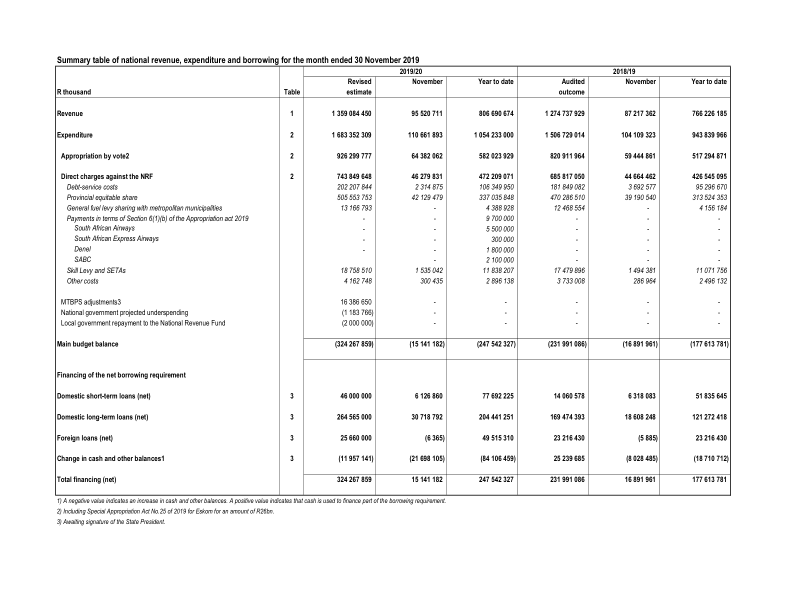 Summary table of national revenue, expenditure and borrowing for the month ended 30 November 2019
2019/20 2018/19
Revised November Year to date Audited November Year to date
R thousand Table estimate outcome
Revenue 1 1 359 084 450 95 520 711 806 690 674 1 274 737 929 87 217 362 766 226 185
Expenditure 2 1 683 352 309 110 661 893 1 054 233 000 1 506 729 014 104 109 323 943 839 966
Appropriation by vote2 2 926 299 777 64 382 062 582 023 929 820 911 964 59 444 861 517 294 871
Direct charges against the NRF 2 743 849 648 46 279 831 472 209 071 685 817 050 44 664 462 426 545 095
Debt-service costs 202 207 844 2 314 875 106 349 950 181 849 082 3 692 577 95 296 670
Provincial equitable share 505 553 753 42 129 479 337 035 848 470 286 510 39 190 540 313 524 353
General fuel levy sharing with metropolitan municipalities 13 166 793 - 4 388 928 12 468 554 - 4 156 184
Payments in terms of Section 6(1)(b) of the Appropriation act 2019 - - 9 700 000 - - -
South African Airways - - 5 500 000 - - -
South African Express Airways - - 300 000 - - -
Denel - - 1 800 000 - - -
SABC - 2 100 000 - - -
Skill Levy and SETAs 18 758 510 1 535 042 11 838 207 17 479 896 1 494 381 11 071 756
Other costs 4 162 748 300 435 2 896 138 3 733 008 286 964 2 496 132
MTBPS adjustments3 16 386 650 - - - - -
National government projected underspending (1 183 766) - - - - -
Local government repayment to the National Revenue Fund (2 000 000) - - - - -
Main budget balance (324 267 859) (15 141 182) (247 542 327) (231 991 086) (16 891 961) (177 613 781)
Financing of the net borrowing requirement
Domestic short-term loans (net) 3 46 000 000 6 126 860 77 692 225 14 060 578 6 318 083 51 835 645
Domestic long-term loans (net) 3 264 565 000 30 718 792 204 441 251 169 474 393 18 608 248 121 272 418
Foreign loans (net) 3 25 660 000 (6 365) 49 515 310 23 216 430 (5 885) 23 216 430
Change in cash and other balances1 3 (11 957 141) (21 698 105) (84 106 459) 25 239 685 (8 028 485) (18 710 712)
Total financing (net) 324 267 859 15 141 182 247 542 327 231 991 086 16 891 961 177 613 781
1) A negative value indicates an increase in cash and other balances. A positive value indicates that cash is used to finance part of the borrowing requirement.
2) Including Special Appropriation Act No.25 of 2019 for Eskom for an amount of R26bn.
3) Awaiting signature of the State President.